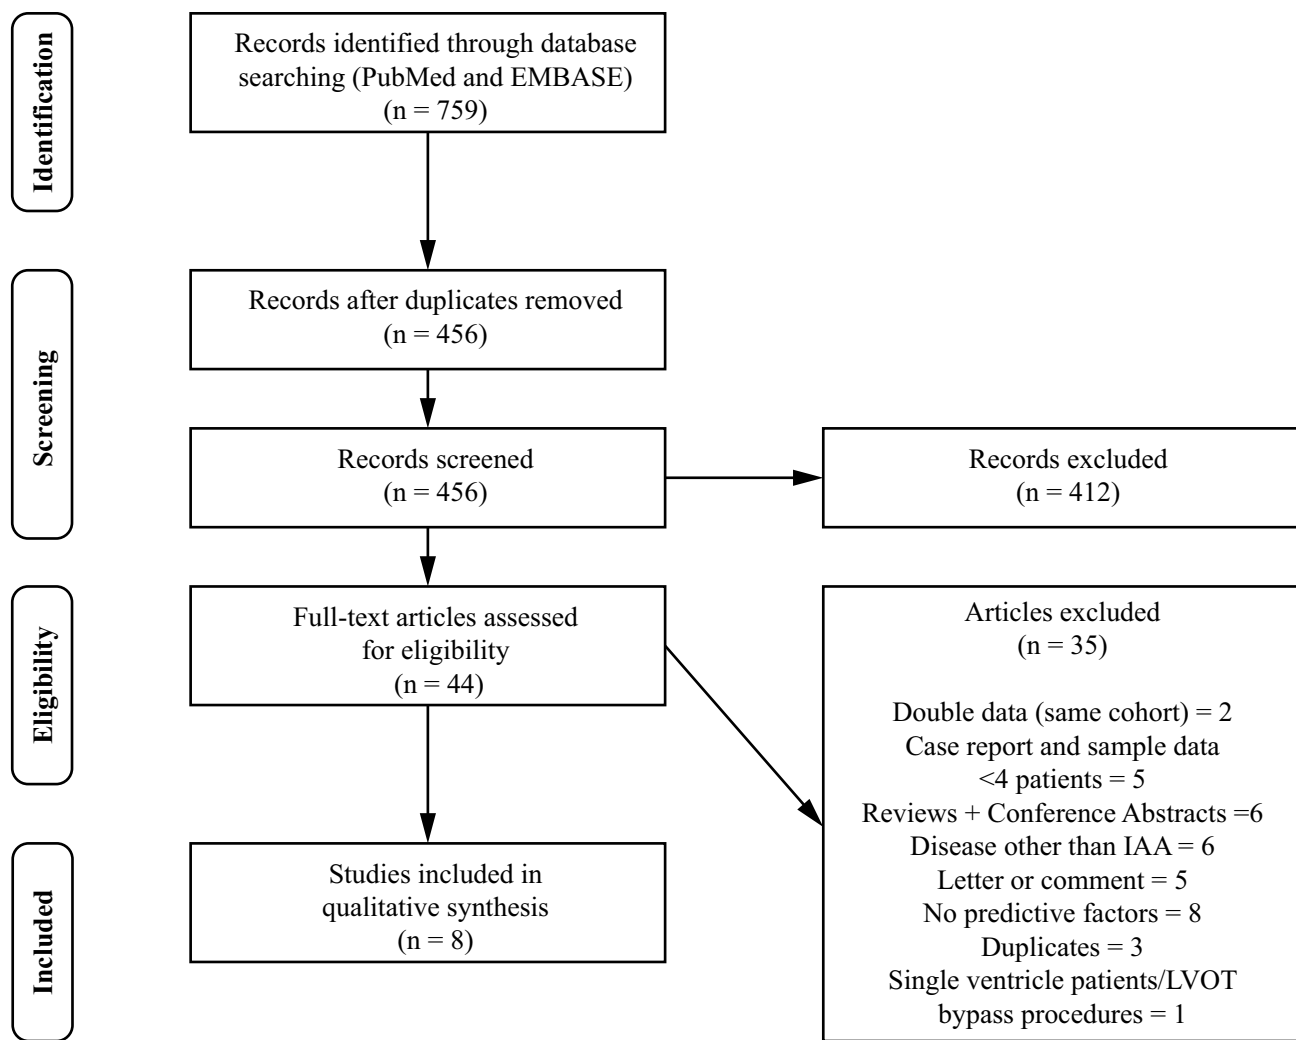 Identification
Records identified through database
searching (PubMed and EMBASE)
(n = 759)
Screening
Records after duplicates removed
(n = 456)
Records screened
(n = 456)
Records excluded
(n = 412)
Eligibility
Full-text articles assessed
for eligibility
(n = 44)
Articles excluded
(n = 35)
Double data (same cohort) = 2
Case report and sample data
<4 patients = 5
Reviews + Conference Abstracts =6
Disease other than IAA = 6
Letter or comment = 5
No predictive factors = 8
Duplicates = 3
Single ventricle patients/LVOT
bypass procedures = 1
Included
Studies included in
qualitative synthesis
(n = 8)